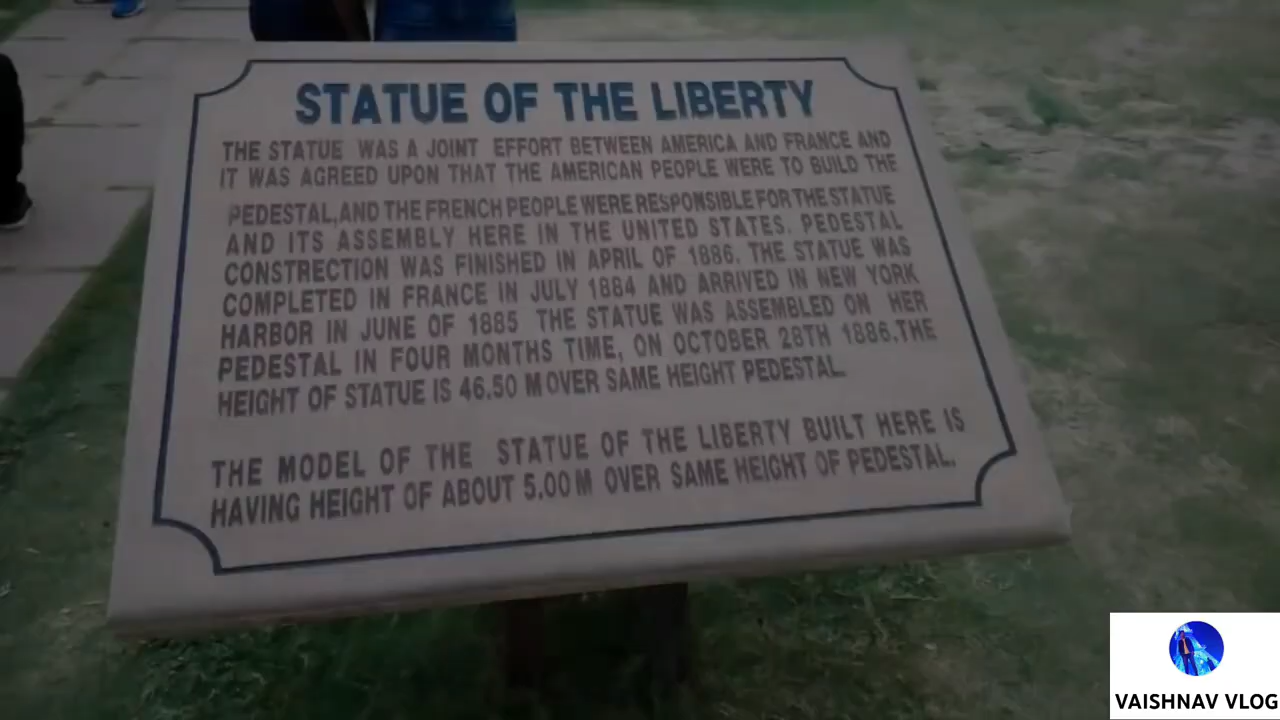 STATUE OF THE LIBERTY
THE STATUE WAS A JOINT EFFORT BETWEEN AMERICA AND FRANCE AND
IT WAS AGREED UPON THAT THE AMERICAN PEOPLE WERE TO BUILD THE
PEDESTAL,AND THE FRENCH PEOPLE WERE RESPONSIBLE FOR THE STATUE
AND ITS ASSEMBLY HERE IN THE UNITED STATES. PEDESTAL
CONSTRECTION WAS FINISHED IN APRIL OF 1886. THE STATUE WAS
COMPLETED IN FRANCE IN JULY 1884 AND ARRIVED IN NEW YORK
HARBOR IN JUNE OF 1885 THE STATUE WAS ASSEMBLED ON HER
PEDESTAL IN FOUR MONTHS TIME, ON OCTOBER 28TH 1886.THE
HEIGHT OF STATUE IS 46.50 M OVER SAME HEIGHT PEDESTAL.
THE MODEL OF THE STATUE OF THE LIBERTY BUILT HERE IS
HAVING HEIGHT OF ABOUT 5.00 M OVER SAME HEIGHT OF PEDESTAL.
VAISHNAV VLOG